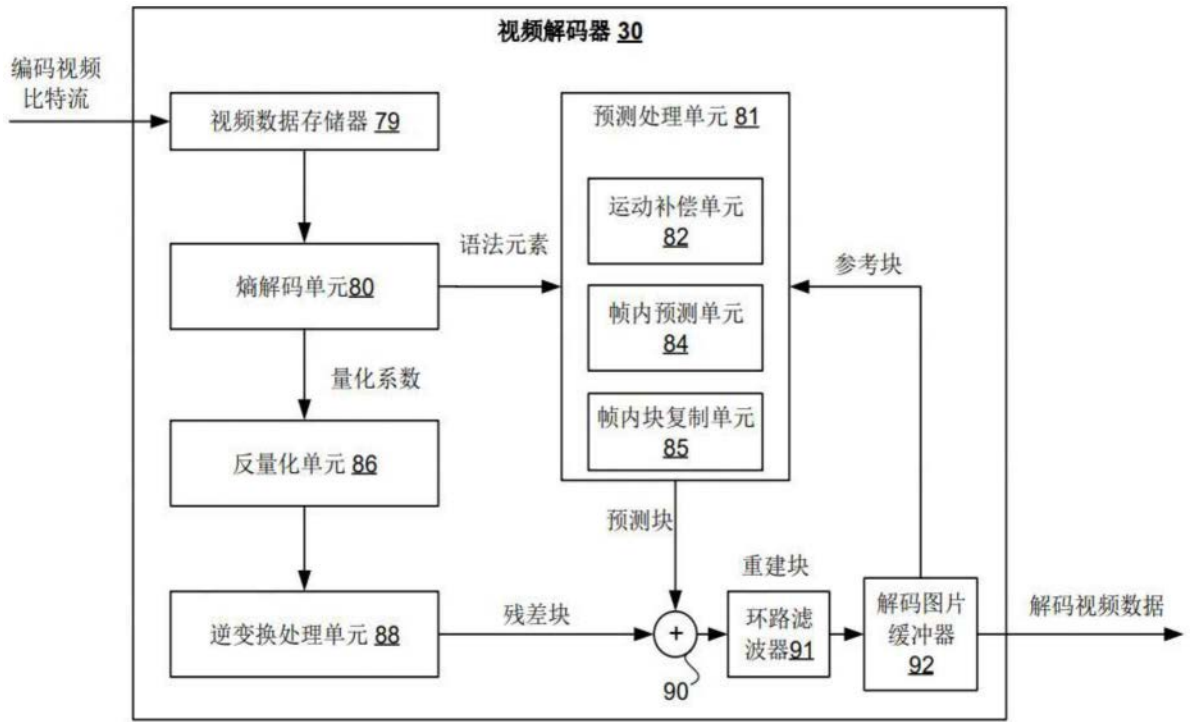 视频解码器 30
编码视频
比特流
视频数据存储器 79
预测处理单元 81
运动补偿单元
82
语法元素
参考块
熵解码单元80
帧内预测单元
84
量化系数
帧内块复制单元
85
反量化单元 86
预测块
重建块
逆变换处理单元 88
残差块
+
环路滤
波器91
解码图片
缓冲器
92
解码视频数据
90